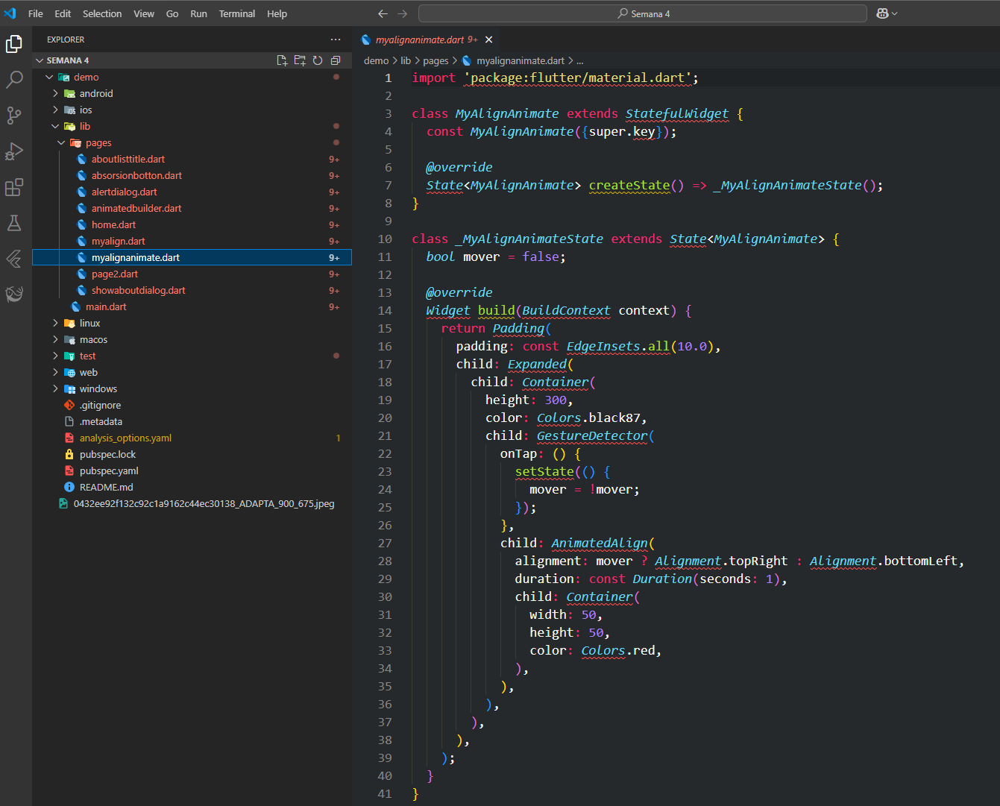 File Edit Selection View Go Run Terminal Help
Semana 4
EXPLORER
SEMANA 4
demo
android
ios
lib
pages
aboutlisttitle.dart 9+
absorsionbotton.dart 9+
alertdialog.dart 9+
animatedbuilder.dart 9+
home.dart 9+
myalign.dart 9+
myalignanimate.dart 9+
page2.dart 9+
showaboutdialog.dart 9+
main.dart 9+
linux
macos
test
web
windows
.gitignore
.metadata
analysis_options.yaml 1
pubspec.lock
pubspec.yaml
README.md
0432ee92f132c92c1a9162c44ec30138_ADAPTA_900_675.jpeg
myalignanimate.dart 9+
demo > lib > pages > myalignanimate.dart > ...
1 import 'package:flutter/material.dart';
2
3 class MyAlignAnimate extends StatefulWidget {
4   const MyAlignAnimate({super.key});
5
6   @override
7   State<MyAlignAnimate> createState() => _MyAlignAnimateState();
8 }
9
10 class _MyAlignAnimateState extends State<MyAlignAnimate> {
11   bool mover = false;
12
13   @override
14   Widget build(BuildContext context) {
15     return Padding(
16       padding: const EdgeInsets.all(10.0),
17       child: Expanded(
18         child: Container(
19           height: 300,
20           color: Colors.black87,
21           child: GestureDetector(
22             onTap: () {
23               setState(() {
24                 mover = !mover;
25               });
26             },
27             child: AnimatedAlign(
28               alignment: mover ? Alignment.topRight : Alignment.bottomLeft,
29               duration: const Duration(seconds: 1),
30               child: Container(
31                 width: 50,
32                 height: 50,
33                 color: Colors.red,
34               ),
35             ),
36           ),
37         ),
38       ),
39     );
40   }
41 }